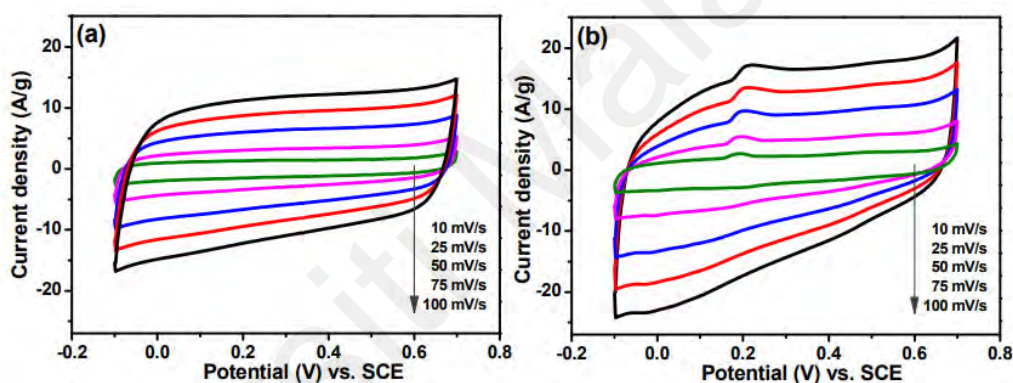 (a)
20
10
0
-10
-20
Current density (A/g)
10 mV/s
25 mV/s
50 mV/s
75 mV/s
100 mV/s
-0.2 0.0 0.2 0.4 0.6 0.8
Potential (V) vs. SCE
(b)
20
10
0
-10
-20
Current density (A/g)
10 mV/s
25 mV/s
50 mV/s
75 mV/s
100 mV/s
-0.2 0.0 0.2 0.4 0.6 0.8
Potential (V) vs. SCE